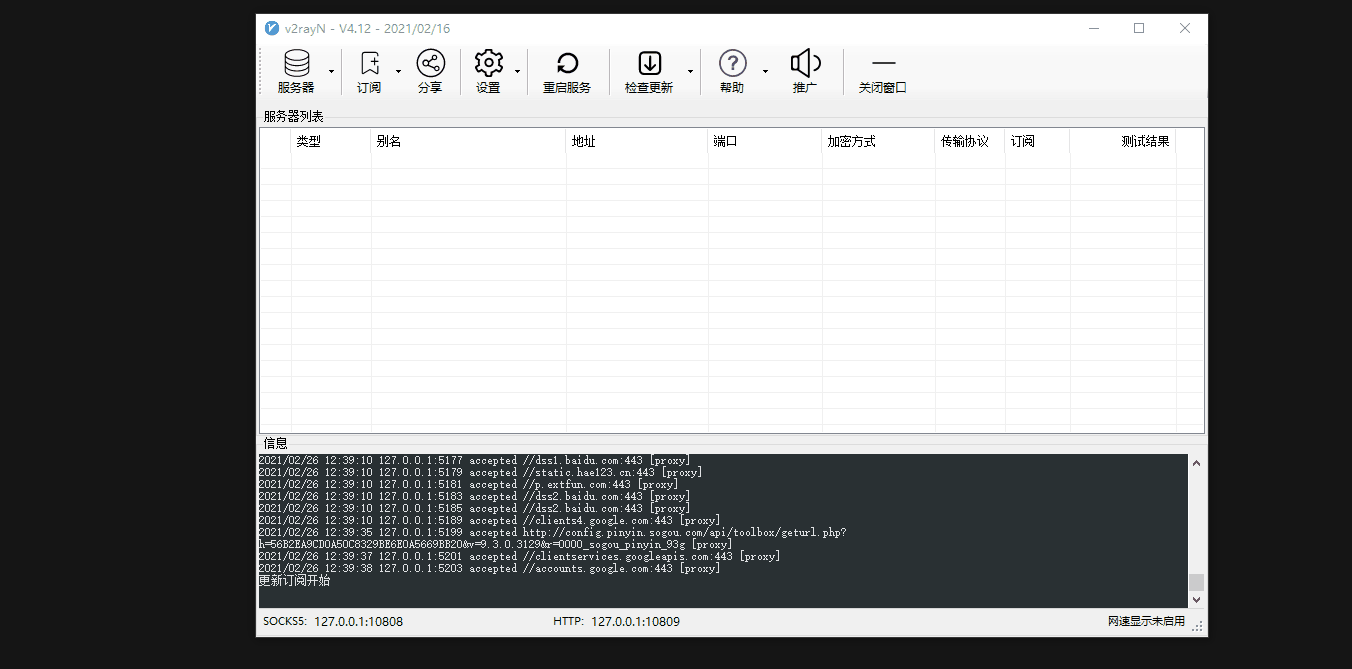 v2rayN - V4.12 - 2021/02/16
服务器 订阅 分享 设置 重启服务 检查更新 帮助 推广 关闭窗口
服务器列表
类型 别名 地址 端口 加密方式 传输协议 订阅 测试结果
信息
2021/02/26 12:39:10 127.0.0.1:5177 accepted //dss1.baidu.com:443 [proxy]
2021/02/26 12:39:10 127.0.0.1:5179 accepted //static.hae123.cn:443 [proxy]
2021/02/26 12:39:10 127.0.0.1:5181 accepted //p.extfun.com:443 [proxy]
2021/02/26 12:39:10 127.0.0.1:5183 accepted //dss2.baidu.com:443 [proxy]
2021/02/26 12:39:10 127.0.0.1:5185 accepted //dss2.baidu.com:443 [proxy]
2021/02/26 12:39:10 127.0.0.1:5189 accepted //clients4.google.com:443 [proxy]
2021/02/26 12:39:35 127.0.0.1:5199 accepted http://config.pinyin.sogou.com/api/toolbox/geturl.php?
h=56B2EA9CD0A50C8329BE6E0A5669BB20&v=9.3.0.3129&r=0000_sogou_pinyin_93g [proxy]
2021/02/26 12:39:37 127.0.0.1:5201 accepted //clientservices.googleapis.com:443 [proxy]
2021/02/26 12:39:38 127.0.0.1:5203 accepted //accounts.google.com:443 [proxy]
更新订阅开始
SOCKS5: 127.0.0.1:10808 HTTP: 127.0.0.1:10809 网速显示未启用